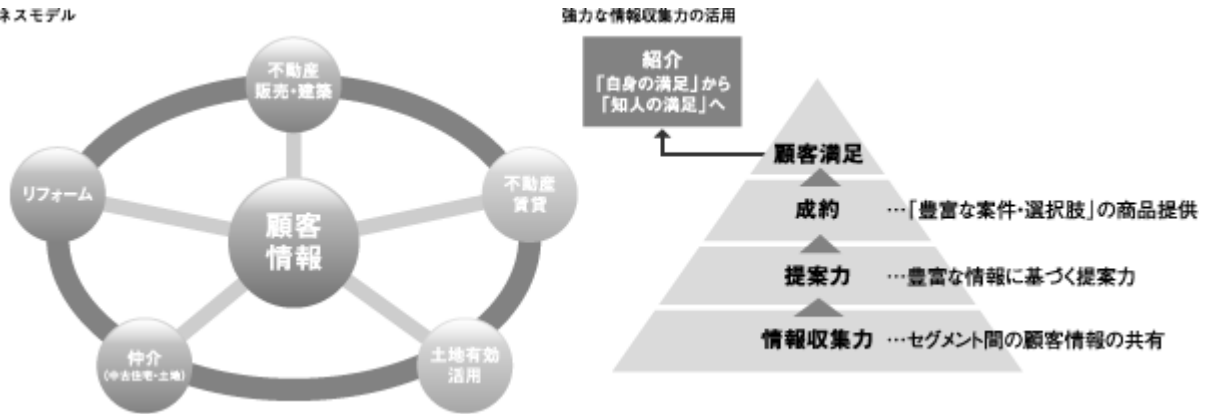 ネスモデル
不動産
販売・建築
リフォーム
不動産
賃貸
顧客
情報
仲介
(中古住宅・土地)
土地有効
活用
強力な情報収集力の活用
紹介
「自身の満足」から
「知人の満足」へ
顧客満足
成約 …「豊富な案件・選択肢」の商品提供
提案力 …豊富な情報に基づく提案力
情報収集力 …セグメント間の顧客情報の共有